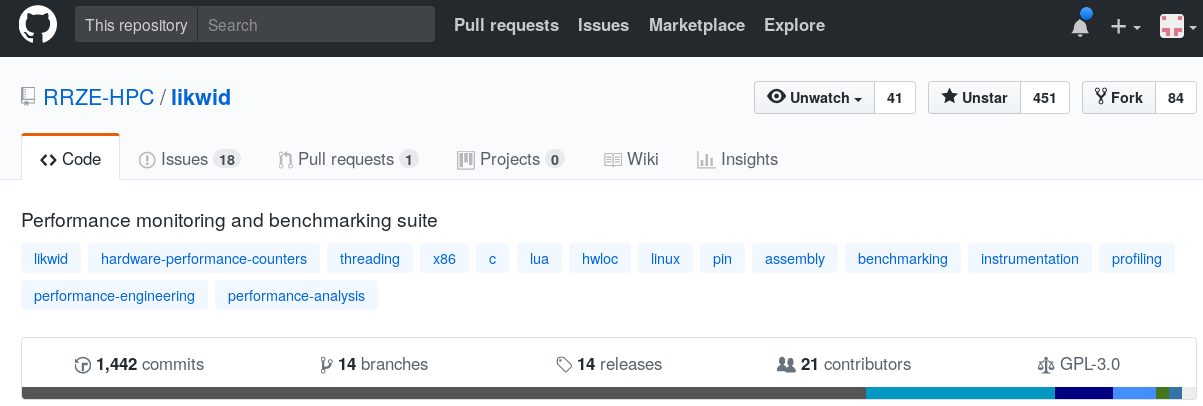 This repository Search Pull requests Issues Marketplace Explore
RRZE-HPC / likwid Unwatch 41 Unstar 451 Fork 84
Code Issues 18 Pull requests 1 Projects 0 Wiki Insights
Performance monitoring and benchmarking suite
likwid hardware-performance-counters threading x86 c lua hwloc linux pin assembly benchmarking instrumentation profiling
performance-engineering performance-analysis
1,442 commits 14 branches 14 releases 21 contributors GPL-3.0